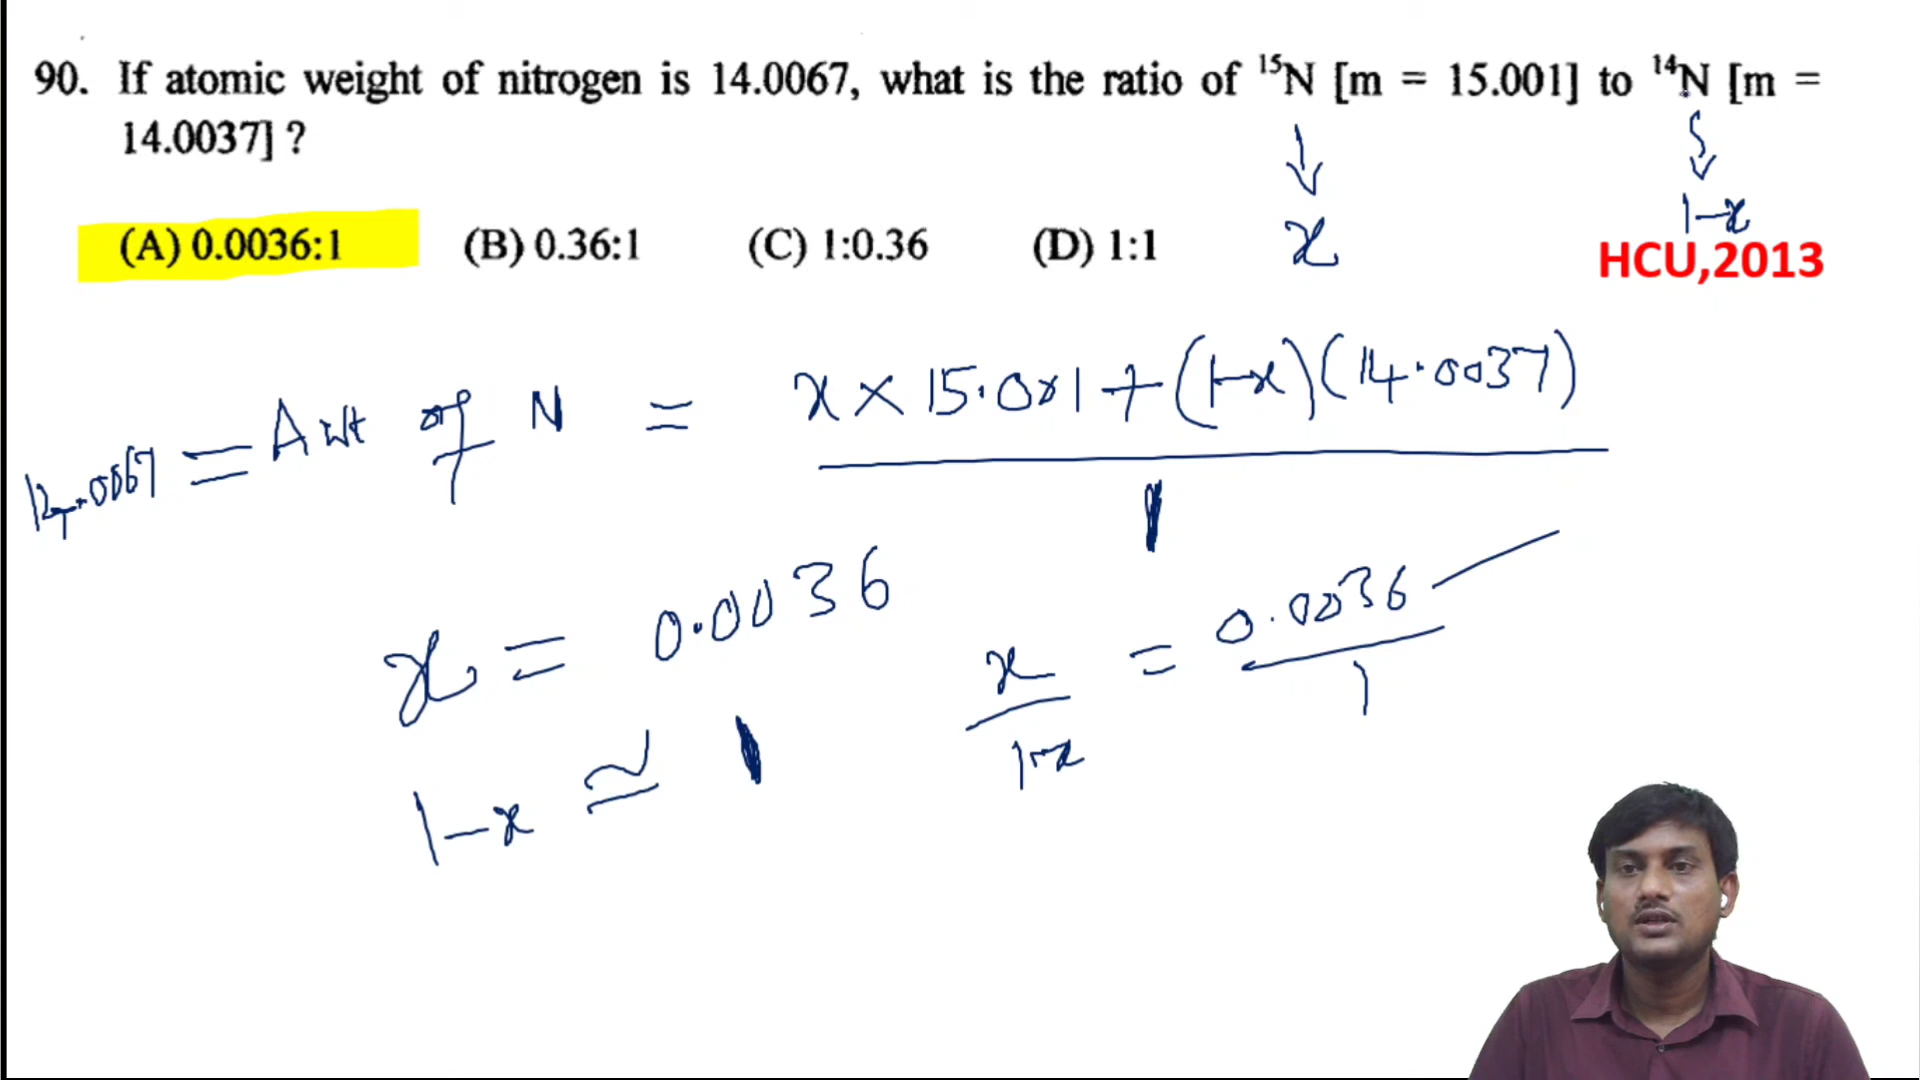 90. If atomic weight of nitrogen is 14.0067, what is the ratio of ¹⁵N [m = 15.001] to ¹⁴N [m =
14.0037] ?
x
1-x
(A) 0.0036:1 (B) 0.36:1 (C) 1:0.36 (D) 1:1
HCU,2013
14.0067 = A wt of N = x × 15.001 + (1-x)(14.0037)
1
x = 0.0036
x = 0.0036
1-x 1
1-x ≅ 1